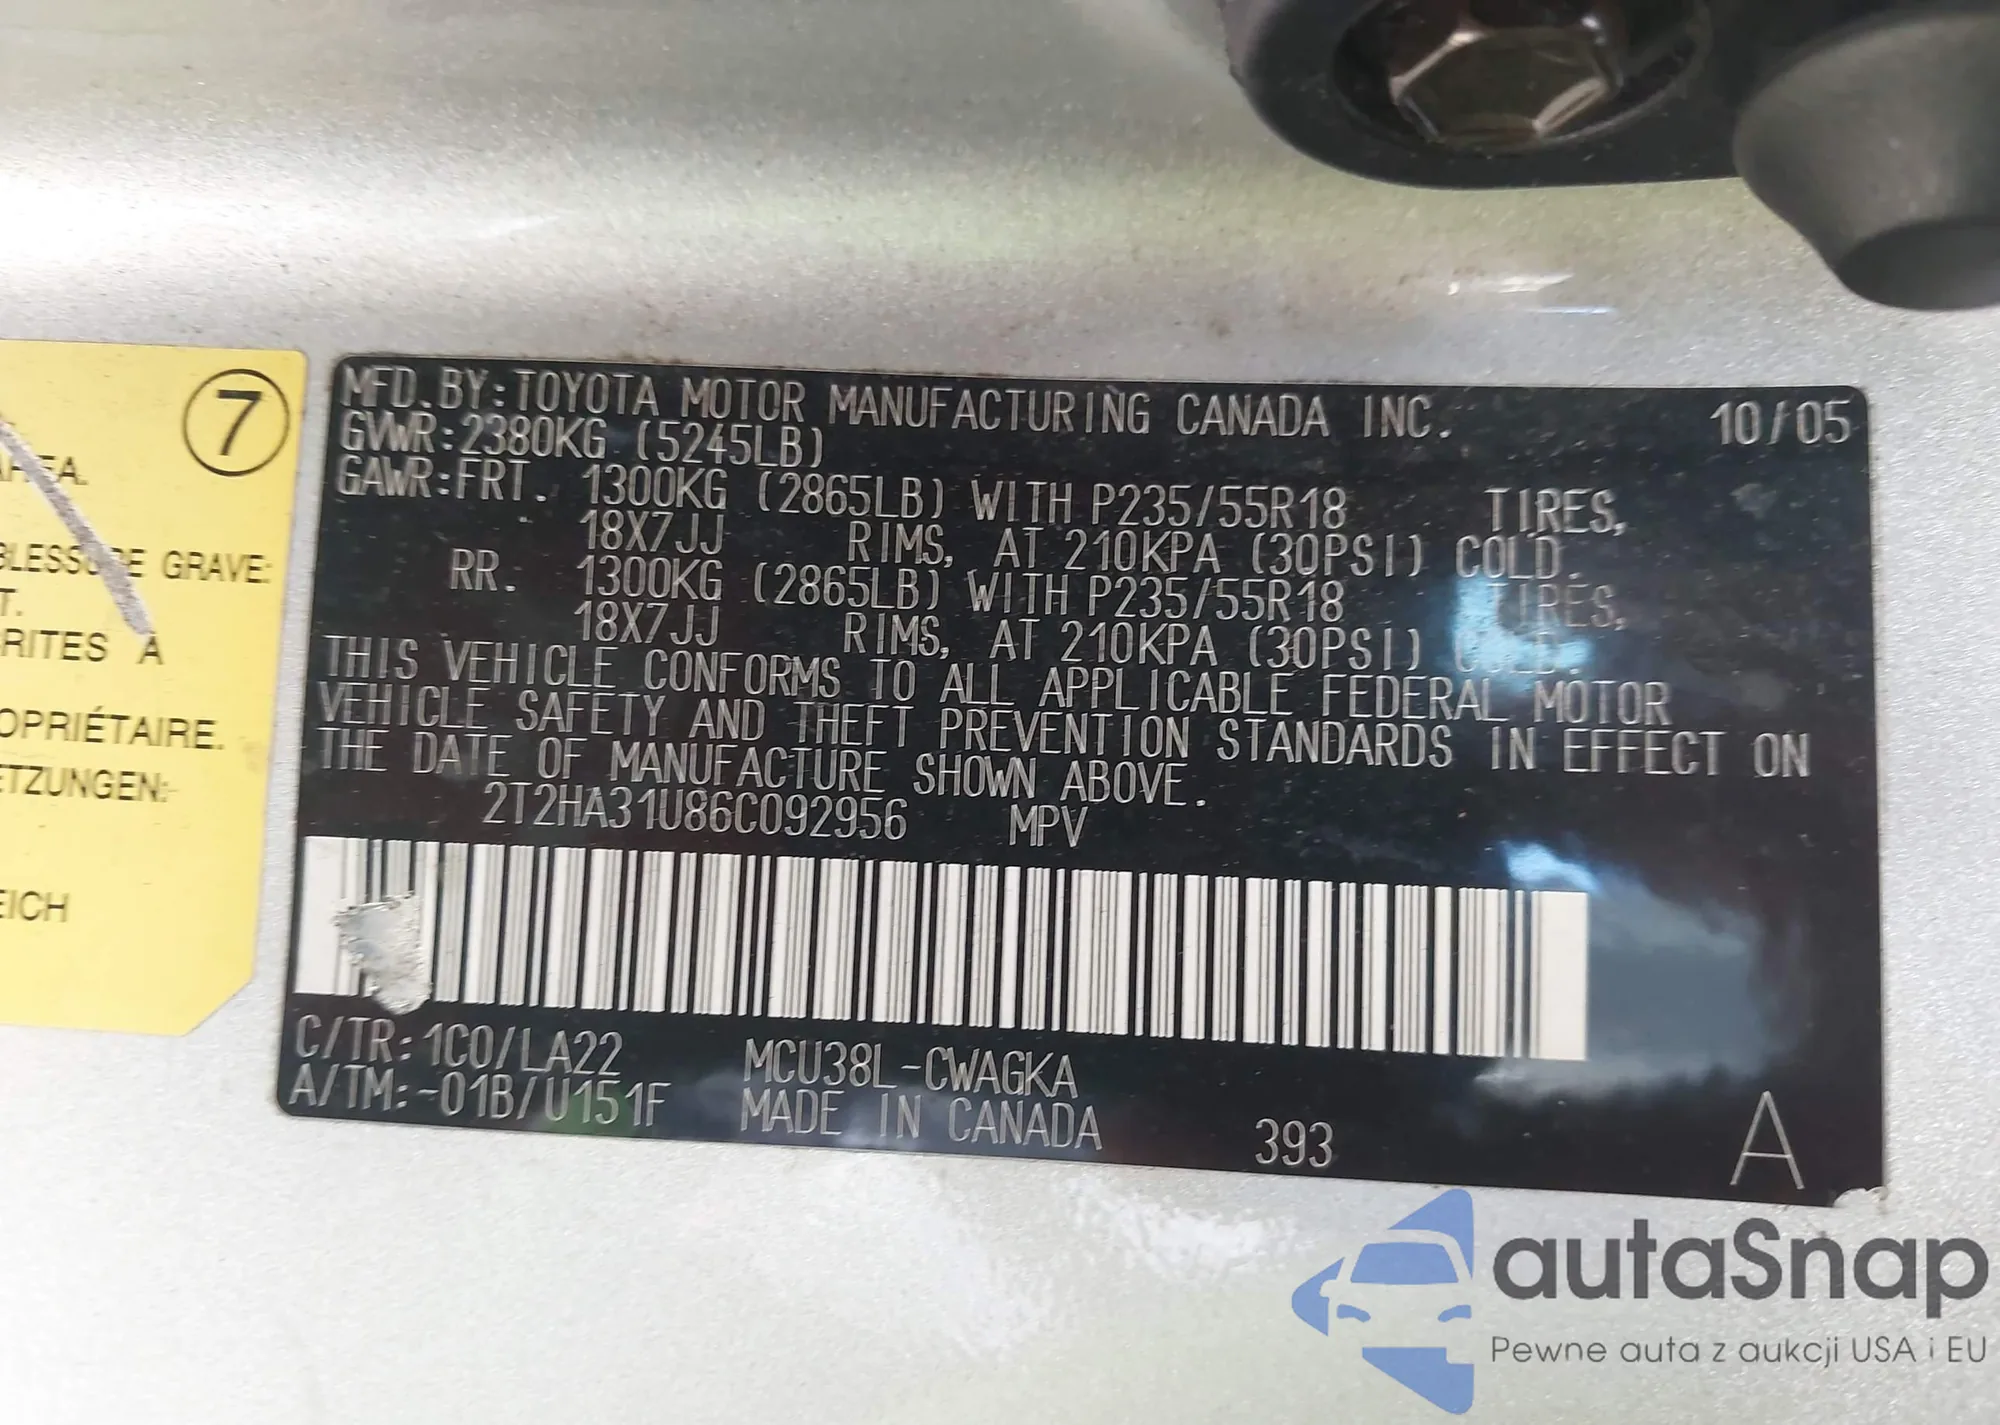 7
AREA.
BLESSURE GRAVE:
T.
RITES À
OPRIÉTAIRE.
ETZUNGEN:
EICH
MFD.BY:TOYOTA MOTOR MANUFACTURING CANADA INC. 10/05
GVWR:2380KG (5245LB)
GAWR:FRT. 1300KG (2865LB) WITH P235/55R18 TIRES,
18X7JJ RIMS, AT 210KPA (30PSI) COLD.
RR. 1300KG (2865LB) WITH P235/55R18 TIRES,
18X7JJ RIMS, AT 210KPA (30PSI) COLD.
THIS VEHICLE CONFORMS TO ALL APPLICABLE FEDERAL MOTOR
VEHICLE SAFETY AND THEFT PREVENTION STANDARDS IN EFFECT ON
THE DATE OF MANUFACTURE SHOWN ABOVE.
2T2HA31U86C092956 MPV
C/TR:1C0/LA22 MCU38L-CWAGKA
A/TM:-01B/U151F MADE IN CANADA 393 A
autaSnap
Pewne auta z aukcji USA i EU